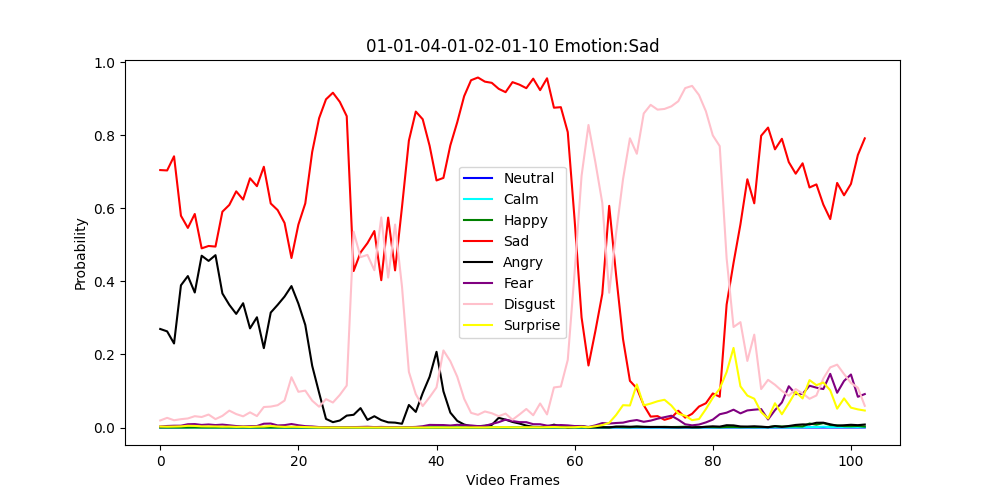 01-01-04-01-02-01-10 Emotion:Sad
1.0
0.8
0.6
0.4
0.2
0.0
Probability
Neutral
Calm
Happy
Sad
Angry
Fear
Disgust
Surprise
0 20 40 60 80 100
Video Frames